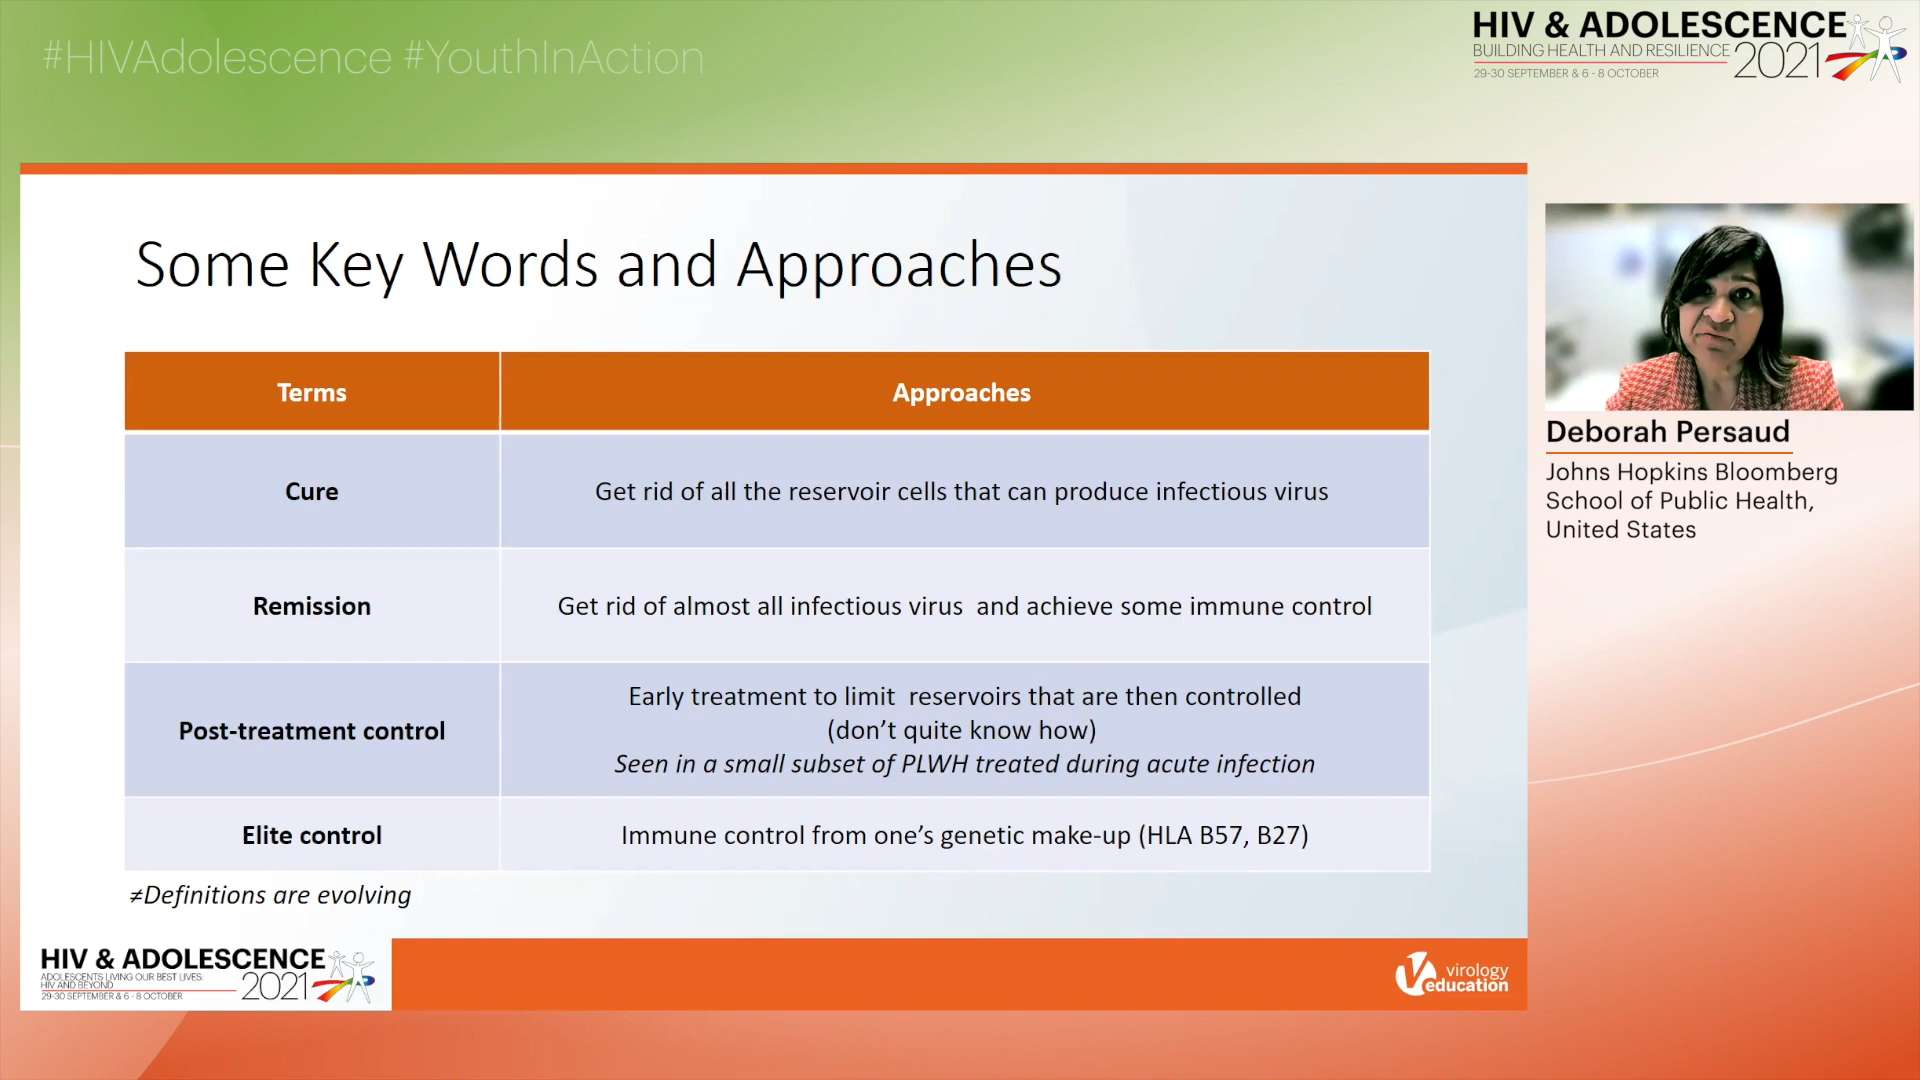 #HIVAdolescence #YouthInAction
HIV & ADOLESCENCE
BUILDING HEALTH AND RESILIENCE 2021
29-30 SEPTEMBER & 6 - 8 OCTOBER
Some Key Words and Approaches
Terms Approaches
Cure Get rid of all the reservoir cells that can produce infectious virus
Remission Get rid of almost all infectious virus and achieve some immune control
Post-treatment control
Early treatment to limit reservoirs that are then controlled
(don’t quite know how)
Seen in a small subset of PLWH treated during acute infection
Elite control Immune control from one’s genetic make-up (HLA B57, B27)
≠Definitions are evolving
Deborah Persaud
Johns Hopkins Bloomberg
School of Public Health,
United States
HIV & ADOLESCENCE
ADOLESCENTS LIVING OUR BEST LIVES:
HIV AND BEYOND
2021
29-30 SEPTEMBER & 6 - 8 OCTOBER
virology
education